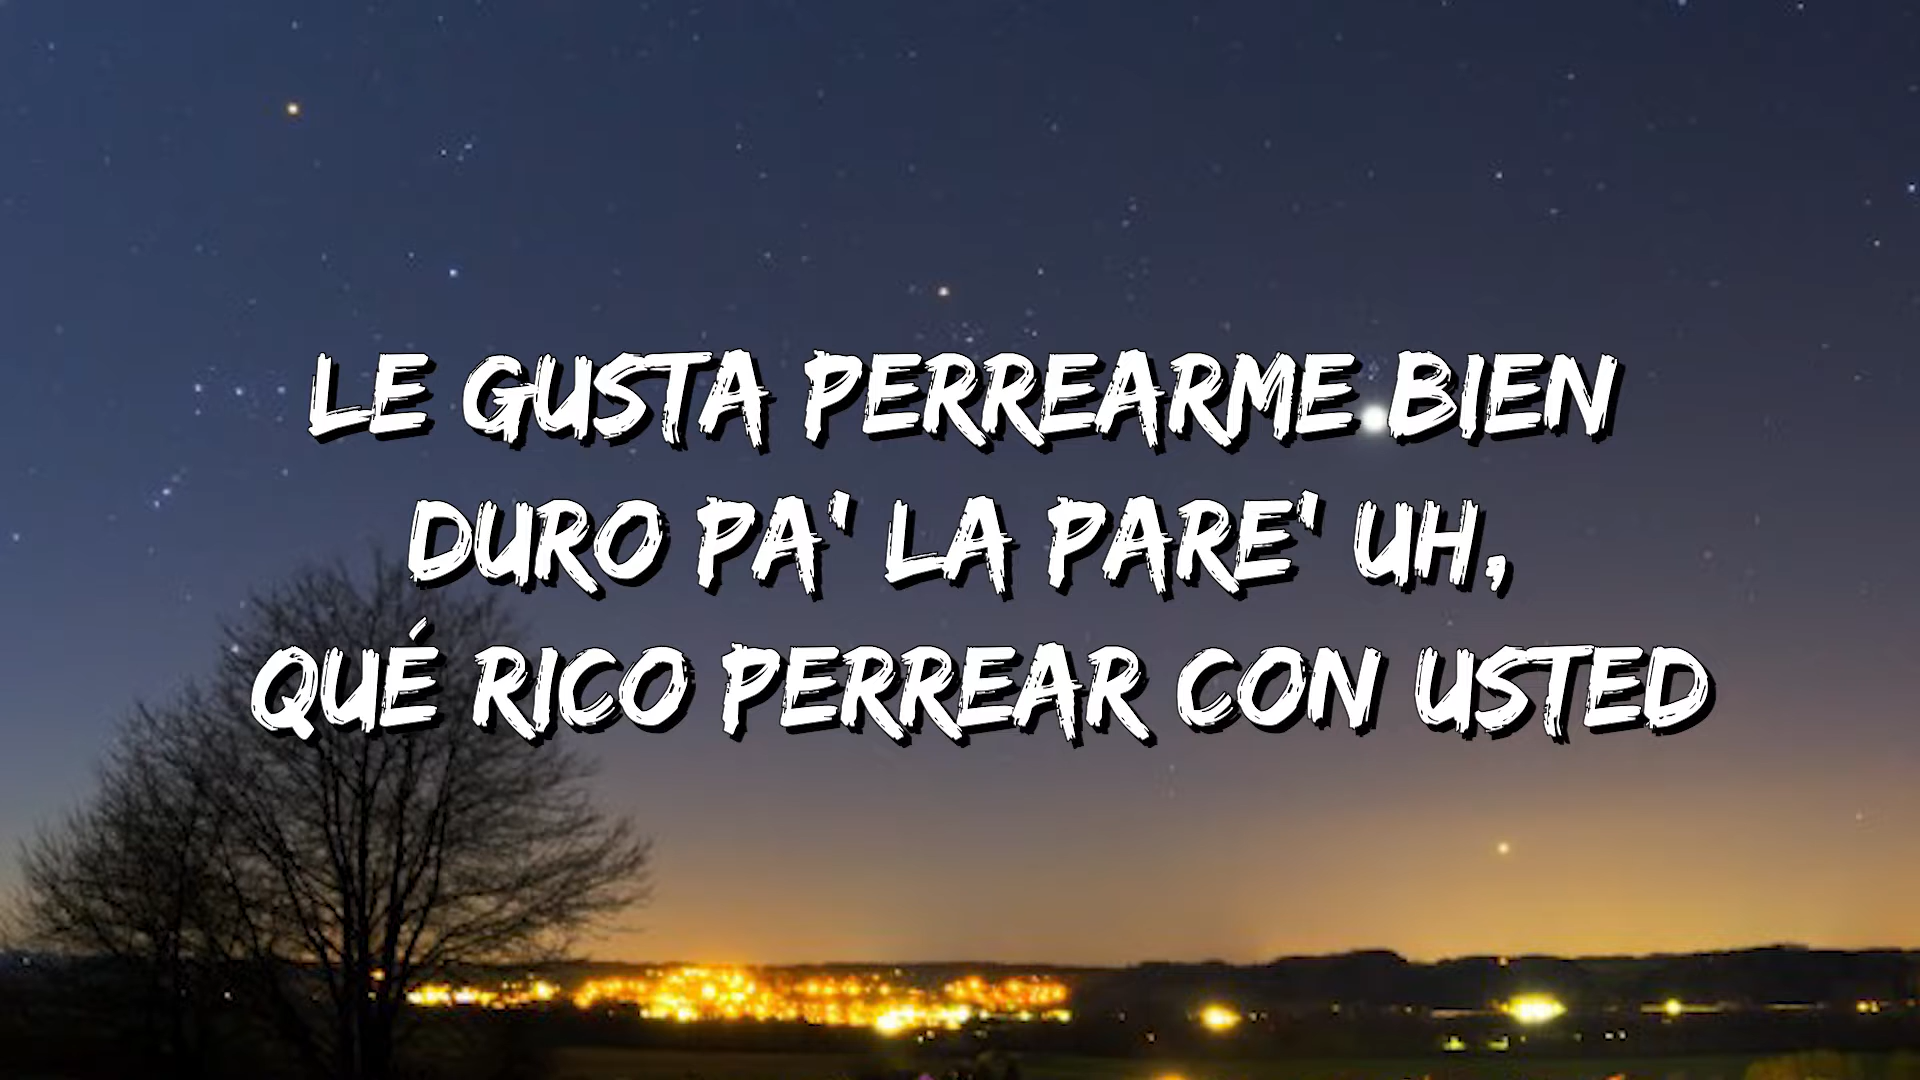 LE GUSTA PERREARME BIEN
DURO PA' LA PARE' UH,
QUÉ RICO PERREAR CON USTED